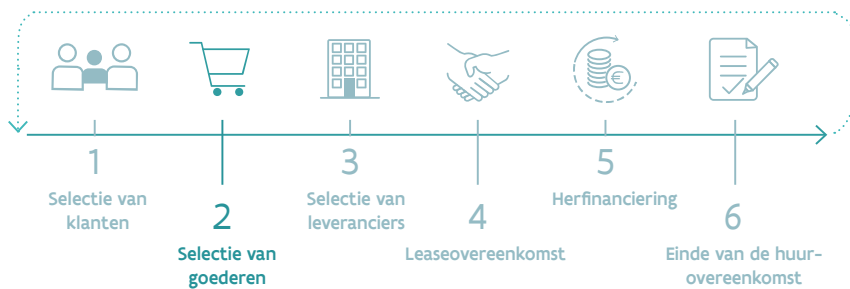 1
Selectie van
klanten
2
Selectie van
goederen
3
Selectie van
leveranciers
4
Leaseovereenkomst
5
Herfinanciering
€
6
Einde van de huur-
overeenkomst